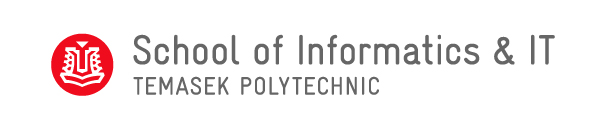 School of Informatics & IT
TEMASEK POLYTECHNIC